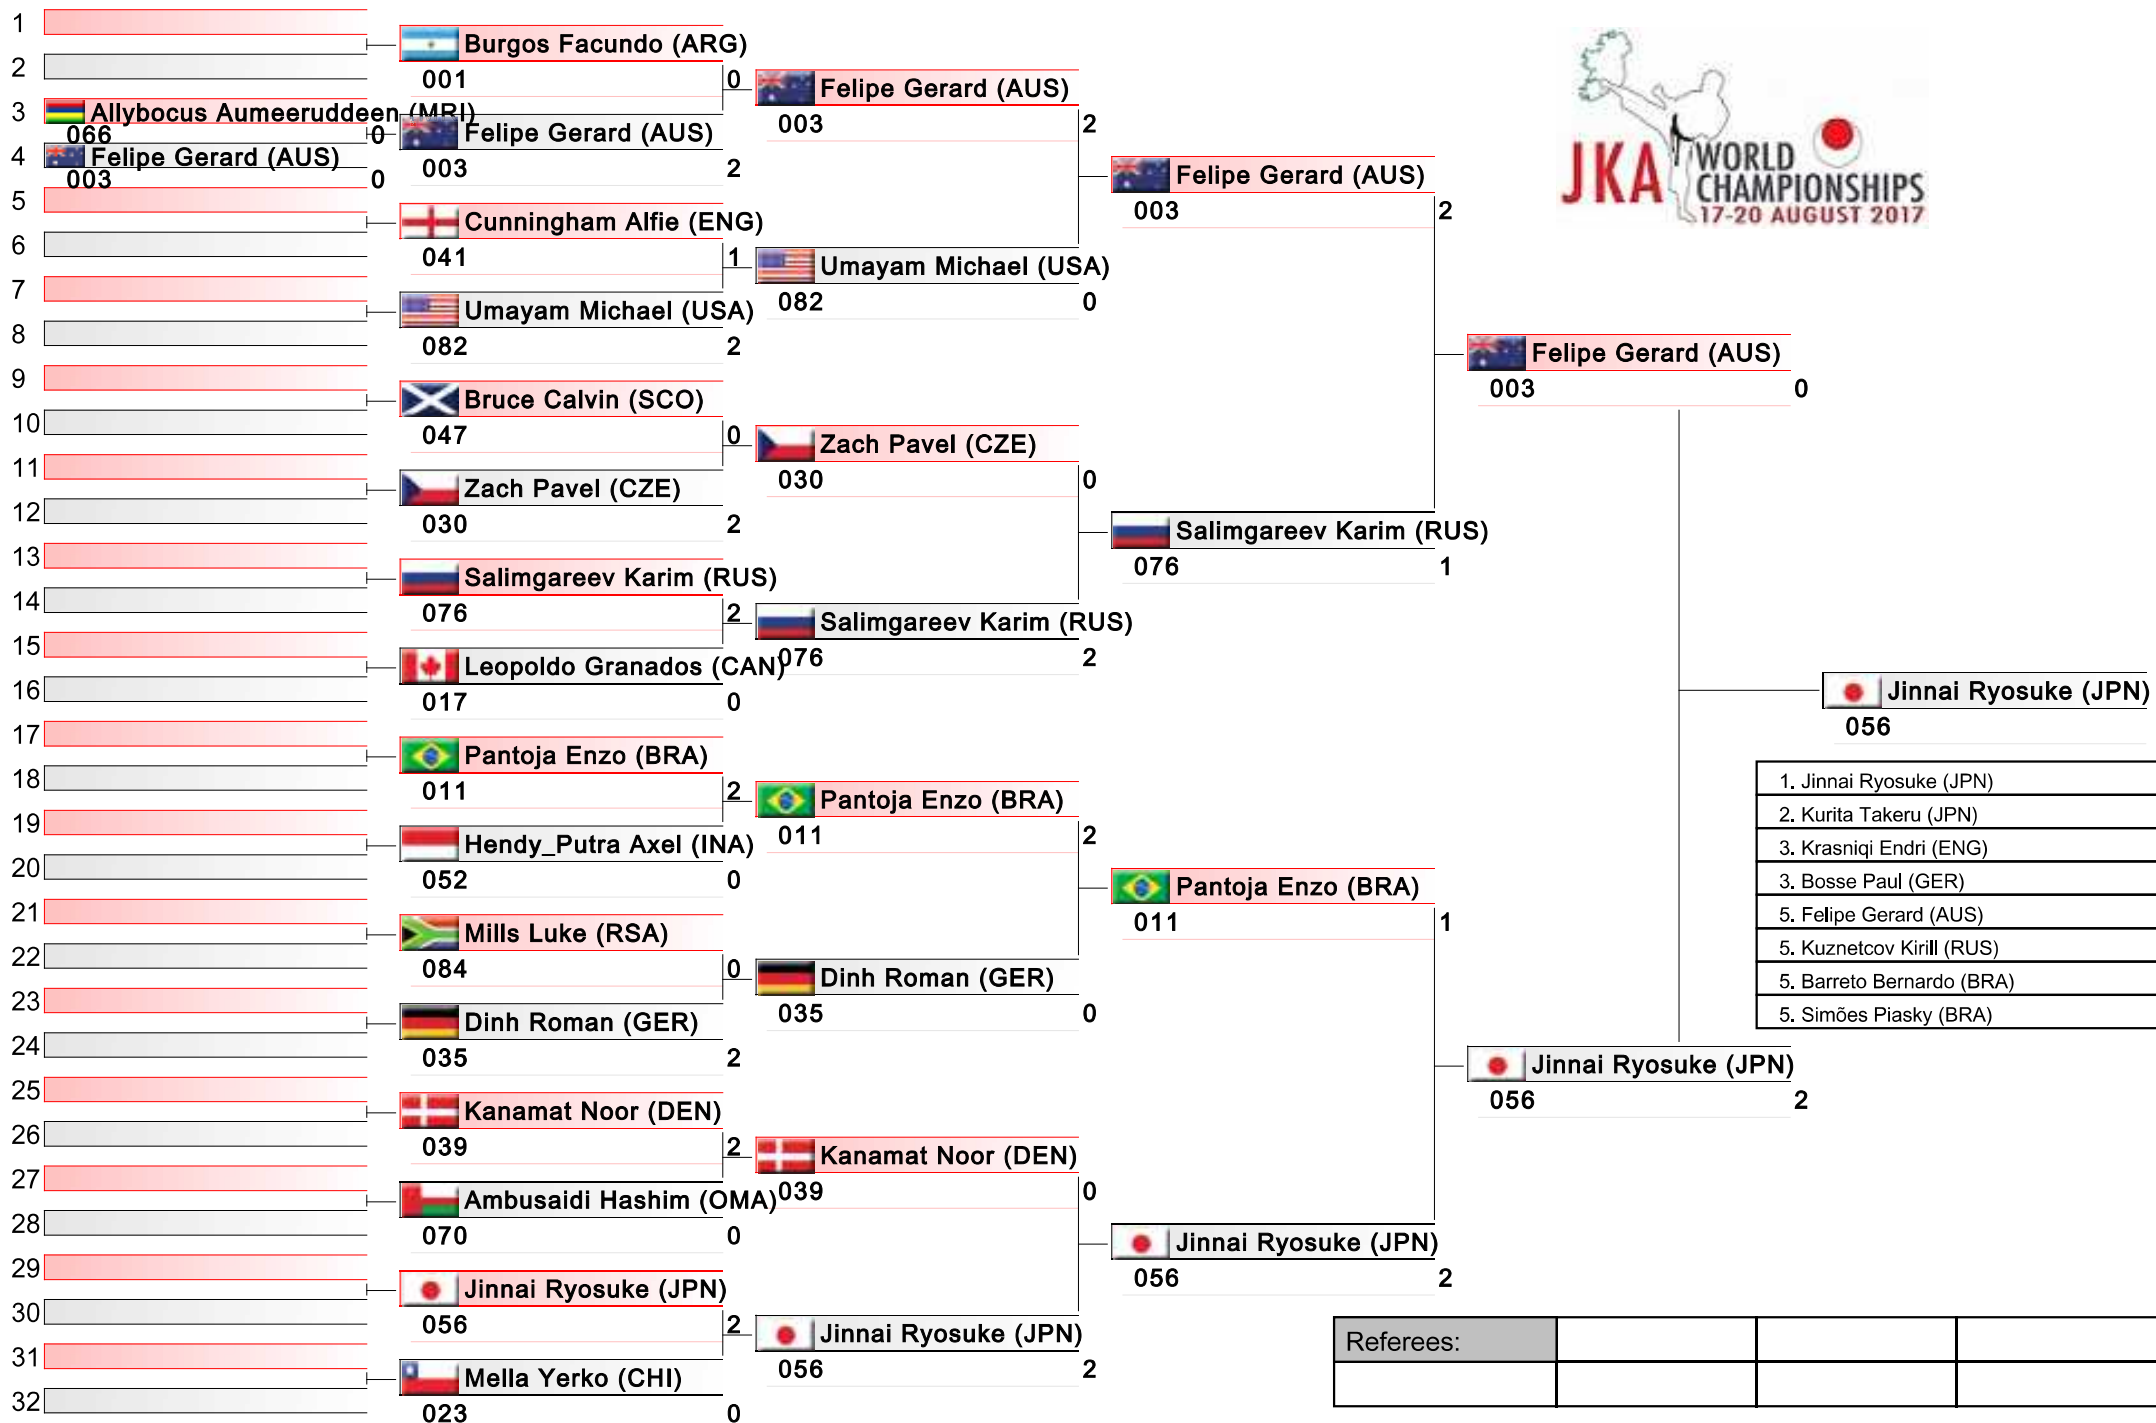 1
2
3
4
5
6
7
8
9
10
11
12
13
14
15
16
17
18
19
20
21
22
23
24
25
26
27
28
29
30
31
32
Allybocus Aumeeruddeen (MRI)
066 0
Felipe Gerard (AUS)
003 0
Burgos Facundo (ARG)
001 0
Felipe Gerard (AUS)
003 2
Cunningham Alfie (ENG)
041 1
Umayam Michael (USA)
082 2
Bruce Calvin (SCO)
047 0
Zach Pavel (CZE)
030 2
Salimgareev Karim (RUS)
076 2
Leopoldo Granados (CAN)
017 0
Pantoja Enzo (BRA)
011 2
Hendy_Putra Axel (INA)
052 0
Mills Luke (RSA)
084 0
Dinh Roman (GER)
035 2
Kanamat Noor (DEN)
039 2
Ambusaidi Hashim (OMA)
070 0
Jinnai Ryosuke (JPN)
056 2
Mella Yerko (CHI)
023 0
Felipe Gerard (AUS)
003 2
Umayam Michael (USA)
082 0
Zach Pavel (CZE)
030 0
Salimgareev Karim (RUS)
076 2
Pantoja Enzo (BRA)
011 2
Dinh Roman (GER)
035 0
Kanamat Noor (DEN)
039 0
Jinnai Ryosuke (JPN)
056 2
Felipe Gerard (AUS)
003 2
Salimgareev Karim (RUS)
076 1
Pantoja Enzo (BRA)
011 1
Jinnai Ryosuke (JPN)
056 2
Felipe Gerard (AUS)
003 0
Jinnai Ryosuke (JPN)
056 2
JKA WORLD
CHAMPIONSHIPS
17-20 AUGUST 2017
Jinnai Ryosuke (JPN)
056
1. Jinnai Ryosuke (JPN)
2. Kurita Takeru (JPN)
3. Krasniqi Endri (ENG)
3. Bosse Paul (GER)
5. Felipe Gerard (AUS)
5. Kuznetcov Kirill (RUS)
5. Barreto Bernardo (BRA)
5. Simões Piasky (BRA)
Referees: